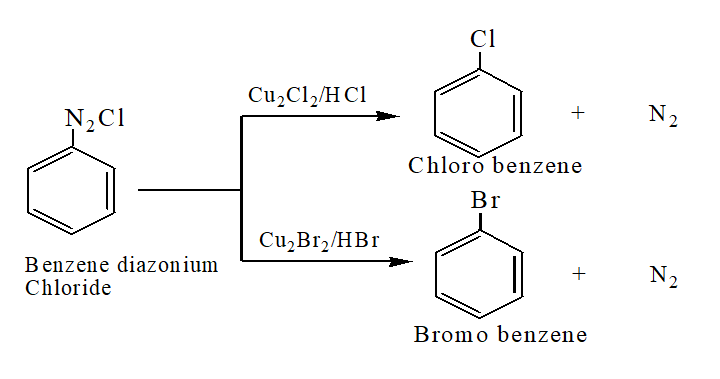 N₂Cl
Benzene diazonium
Chloride
Cu₂Cl₂/HCl
Cl
Chloro benzene
+
N₂
Cu₂Br₂/HBr
Br
Bromo benzene
+
N₂